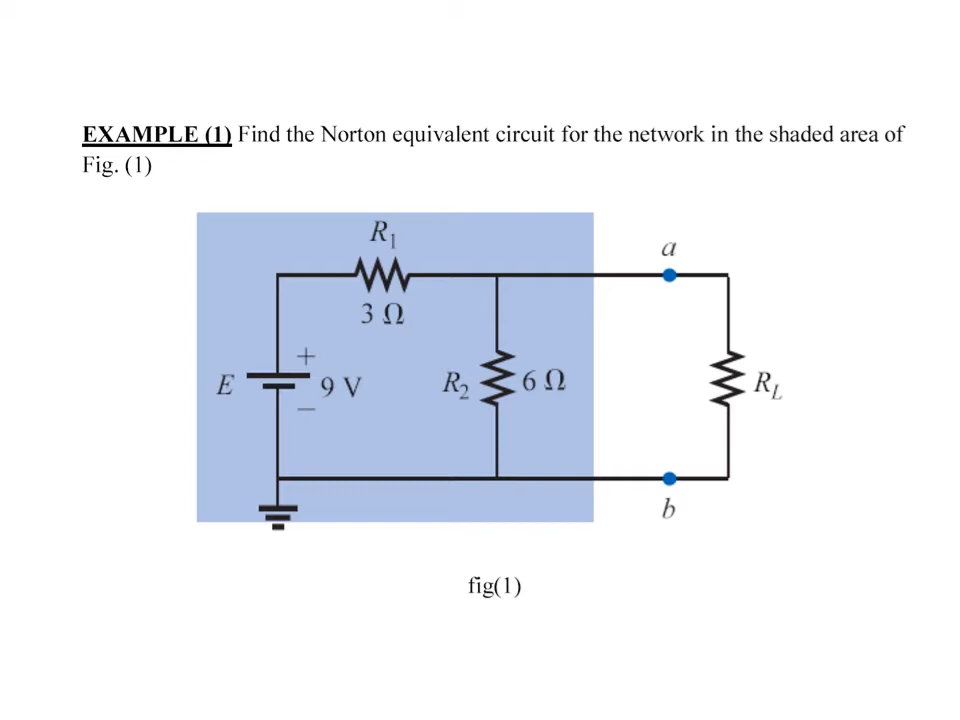 EXAMPLE (1) Find the Norton equivalent circuit for the network in the shaded area of
Fig. (1)
R1
a
3 Ω
+
E
9 V
R2
6 Ω
RL
−
b
fig(1)